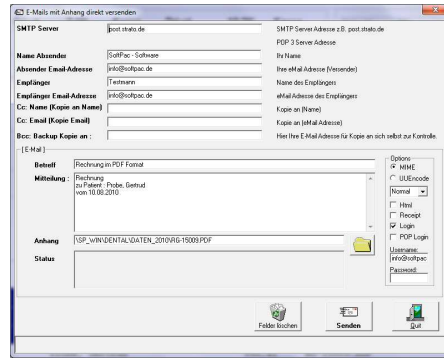 E-Mails mit Anhang direkt versenden
SMTP Server post.strato.de SMTP Server Adresse z.B. post.strato.de
POP 3 Server Adresse
Name Absender SoftPac - Software Ihr Name
Absender Email-Adresse info@softpac.de Ihre eMail Adresse (Versender)
Empfänger Testmann Name des Empfängers
Empfänger Email-Adresse info@softpac.de eMail Adresse des Empfängers
Cc: Name (Kopie an Name) Kopie an (Name)
Cc: Email (Kopie Email) Kopie an (eMail Adresse)
Bcc: Backup Kopie an : Hier Ihre E-Mail Adresse für Kopie an sich selbst zur Kontrolle.
[ E-Mail ]
Betreff Rechnung im PDF Format
Mitteilung : Rechnung
zu Patient : Probe, Gertrud
vom 10.08.2010
Anhang \SP_WIN\DENTAL\DATEN_2010\RG-15009.PDF
Status
Options
MIME
UUEncode
Normal
Html
Receipt
Login
POP Login
Username:
info@softpac
Password:
Felder löschen Senden Quit